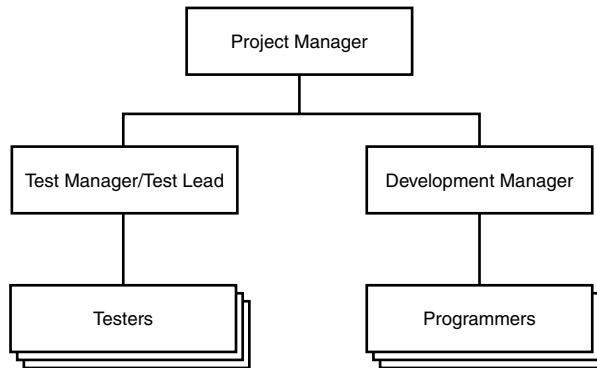 Project Manager
Test Manager/Test Lead
Development Manager
Testers
Programmers